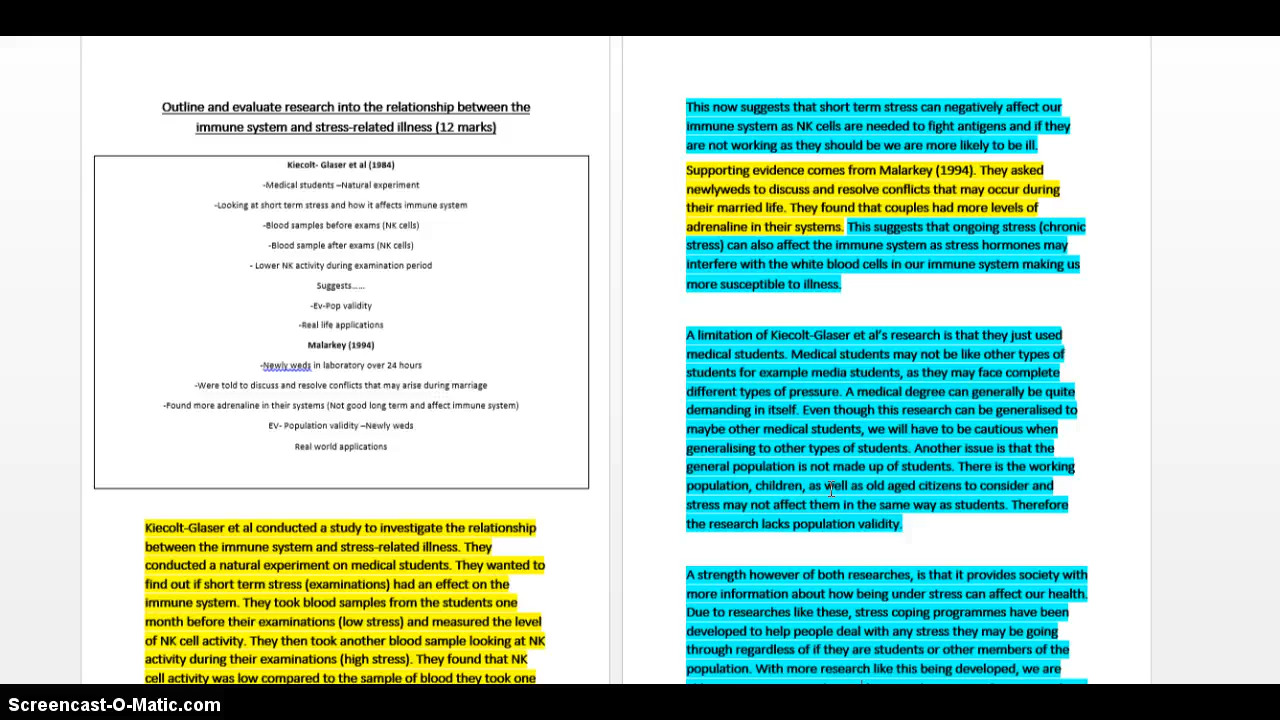 Outline and evaluate research into the relationship between the
immune system and stress-related illness (12 marks)
Kiecolt- Glaser et al (1984)
-Medical students –Natural experiment
-Looking at short term stress and how it affects immune system
-Blood samples before exams (NK cells)
-Blood sample after exams (NK cells)
- Lower NK activity during examination period
Suggests……
-Ev-Pop validity
-Real life applications
Malarkey (1994)
-Newly weds in laboratory over 24 hours
-Were told to discuss and resolve conflicts that may arise during marriage
-Found more adrenaline in their systems (Not good long term and affect immune system)
EV- Population validity –Newly weds
Real world applications
Kiecolt-Glaser et al conducted a study to investigate the relationship
between the immune system and stress-related illness. They
conducted a natural experiment on medical students. They wanted to
find out if short term stress (examinations) had an effect on the
immune system. They took blood samples from the students one
month before their examinations (low stress) and measured the level
of NK cell activity. They then took another blood sample looking at NK
activity during their examinations (high stress). They found that NK
cell activity was low compared to the sample of blood they took one
This now suggests that short term stress can negatively affect our
immune system as NK cells are needed to fight antigens and if they
are not working as they should be we are more likely to be ill.
Supporting evidence comes from Malarkey (1994). They asked
newlyweds to discuss and resolve conflicts that may occur during
their married life. They found that couples had more levels of
adrenaline in their systems. This suggests that ongoing stress (chronic
stress) can also affect the immune system as stress hormones may
interfere with the white blood cells in our immune system making us
more susceptible to illness.
A limitation of Kiecolt-Glaser et al's research is that they just used
medical students. Medical students may not be like other types of
students for example media students, as they may face complete
different types of pressure. A medical degree can generally be quite
demanding in itself. Even though this research can be generalised to
maybe other medical students, we will have to be cautious when
generalising to other types of students. Another issue is that the
general population is not made up of students. There is the working
population, children, as well as old aged citizens to consider and
stress may not affect them in the same way as students. Therefore
the research lacks population validity.
A strength however of both researches, is that it provides society with
more information about how being under stress can affect our health.
Due to researches like these, stress coping programmes have been
developed to help people deal with any stress they may be going
through regardless of if they are students or other members of the
population. With more research like this being developed, we are
Screencast-O-Matic.com